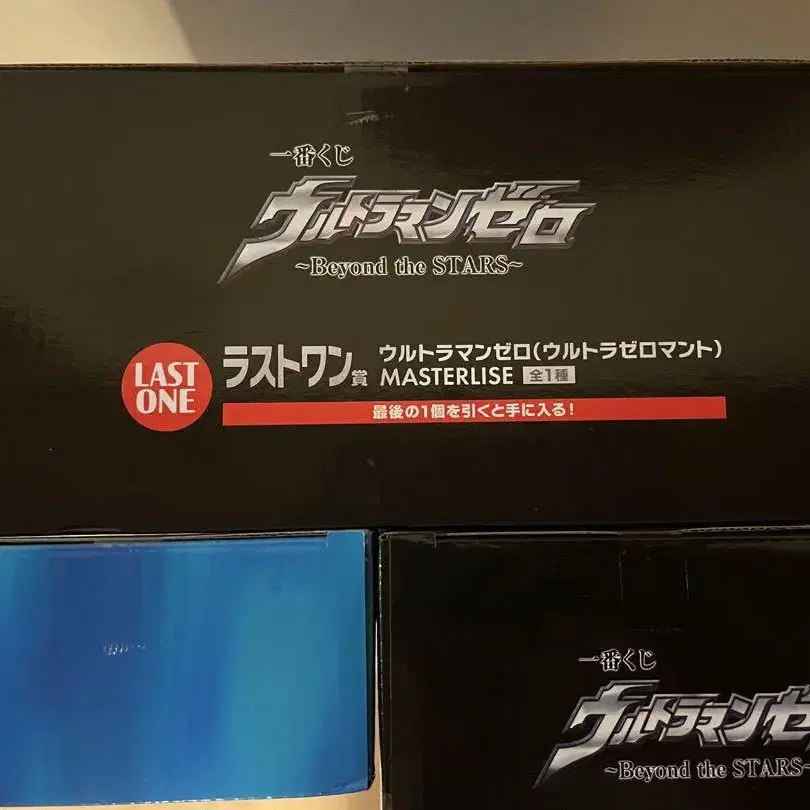 一番くじ
ウルトラマンゼロ
~Beyond the STARS~
LAST
ONE
ラストワン賞
ウルトラマンゼロ(ウルトラゼロマント)
MASTERLISE 全1種
最後の1個を引くと手に入る!
一番くじ
ウルトラマンゼ
~Beyond the STARS~